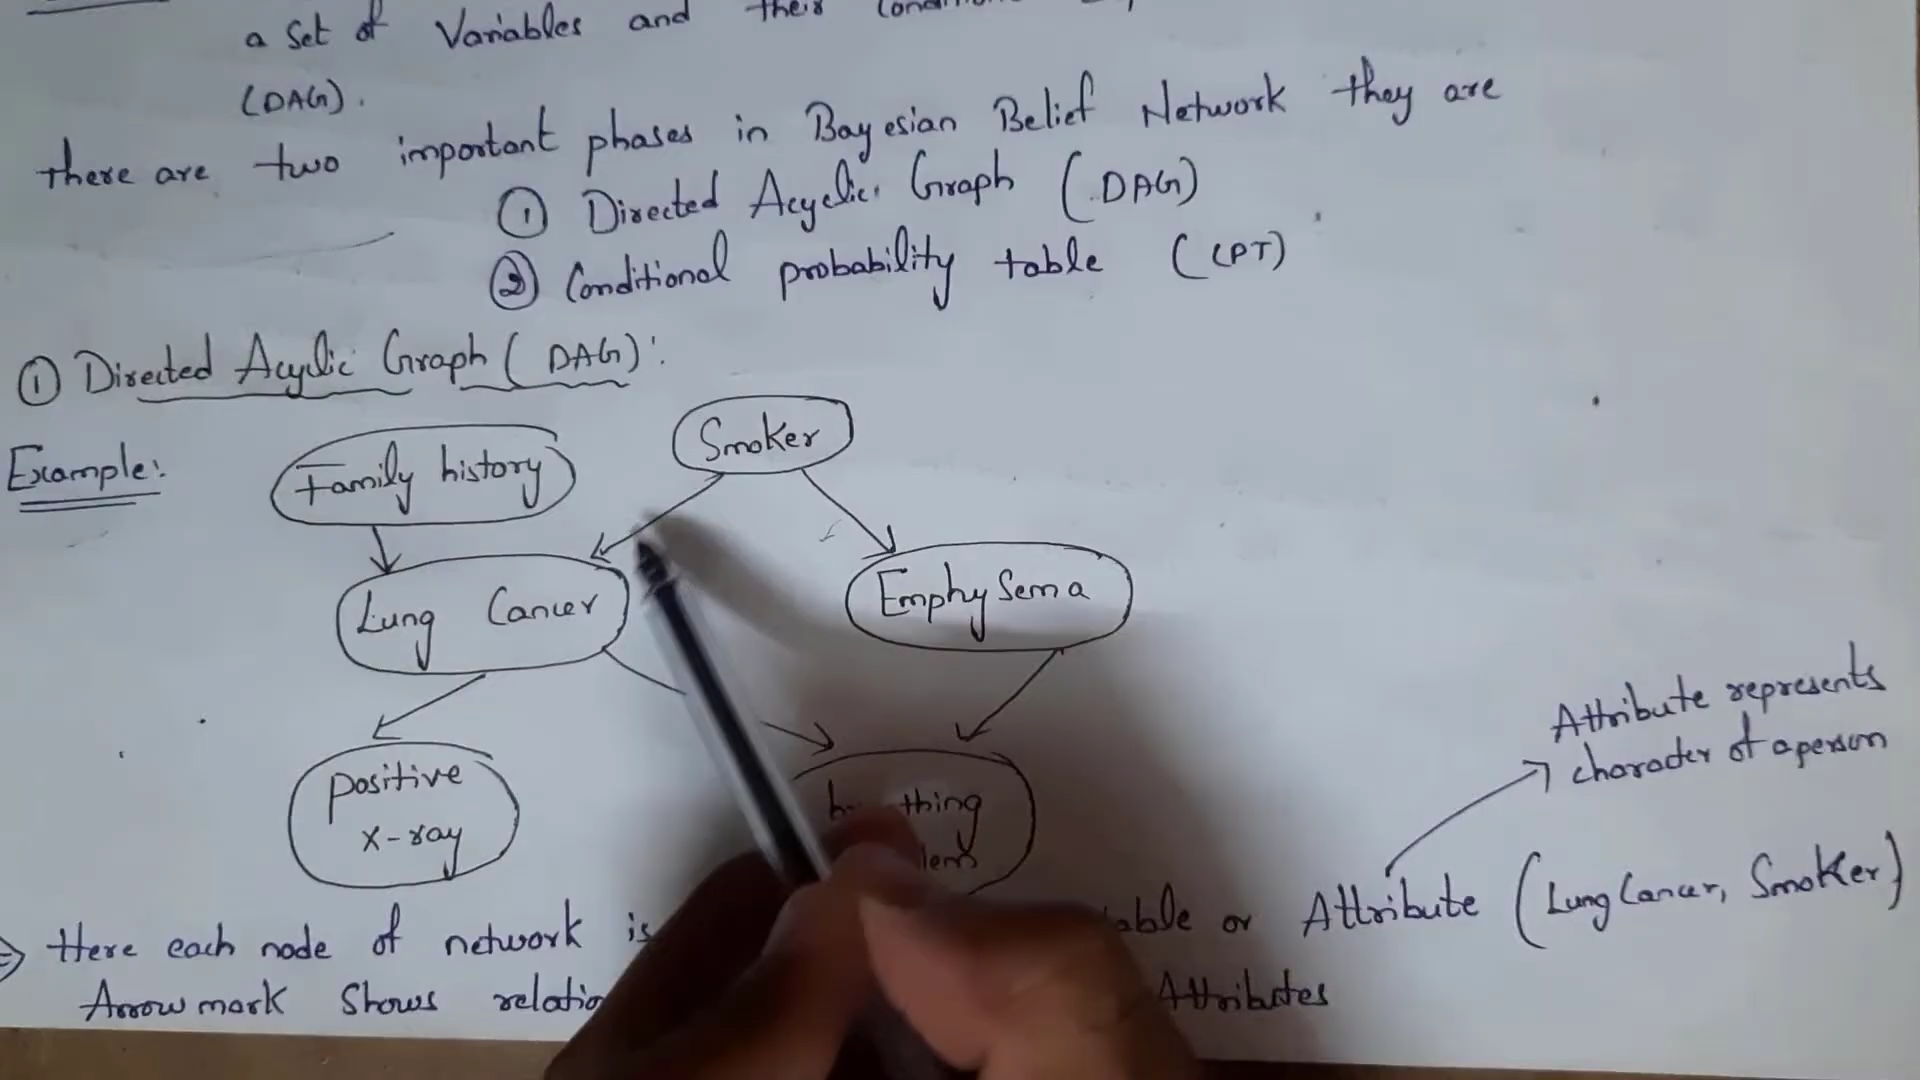 a Set of Variables and their
(DAG).
there are two important phases in Bayesian Belief Network they are
① Directed Acyclic Graph (DAG)
② Conditional probability table (CPT)
① Directed Acyclic Graph (DAG):
Example:
Family history
Smoker
Lung Cancer
Emphysema
positive
x-ray
Attribute represents
character of a person
=> Here each node of network is or Attribute (Lung Cancer, Smoker)
Arrow mark Shows Attributes